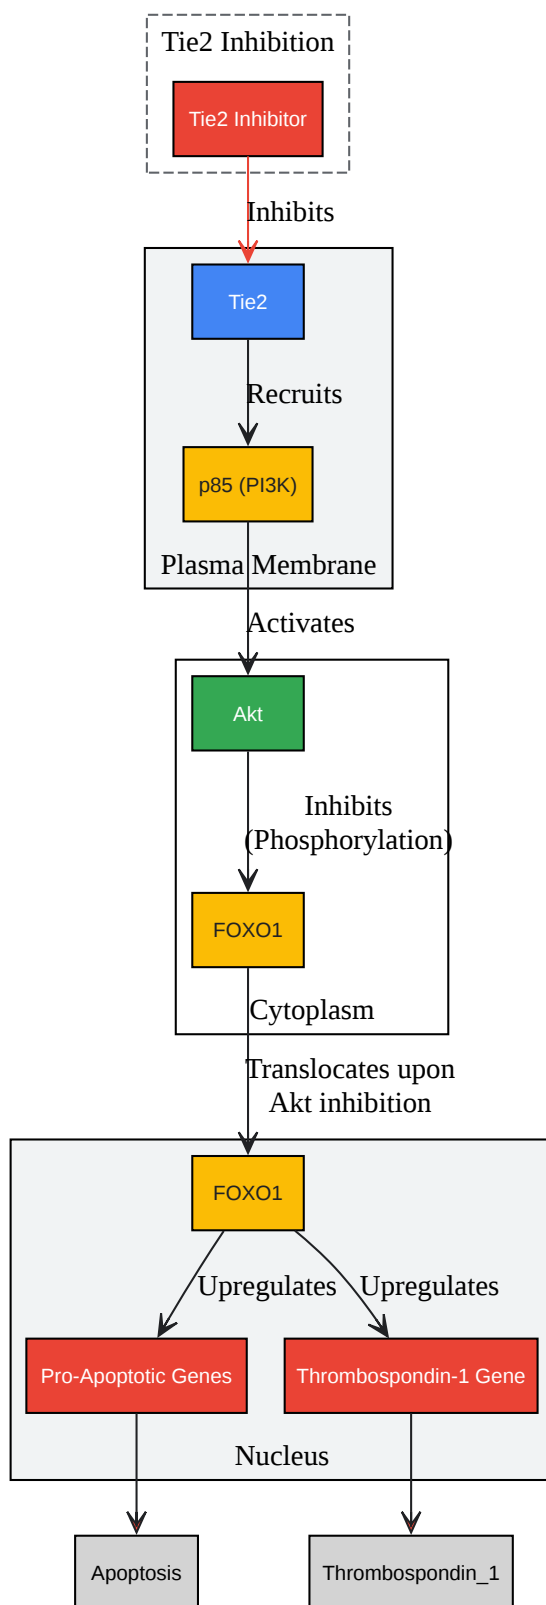 Tie2 Inhibition
Tie2 Inhibitor
Inhibits
Tie2
Recruits
p85 (PI3K)
Plasma Membrane
Activates
Akt
Inhibits
(Phosphorylation)
FOXO1
Cytoplasm
Translocates upon
Akt inhibition
FOXO1
Upregulates
Upregulates
Pro-Apoptotic Genes
Thrombospondin-1 Gene
Nucleus
Apoptosis
Thrombospondin_1